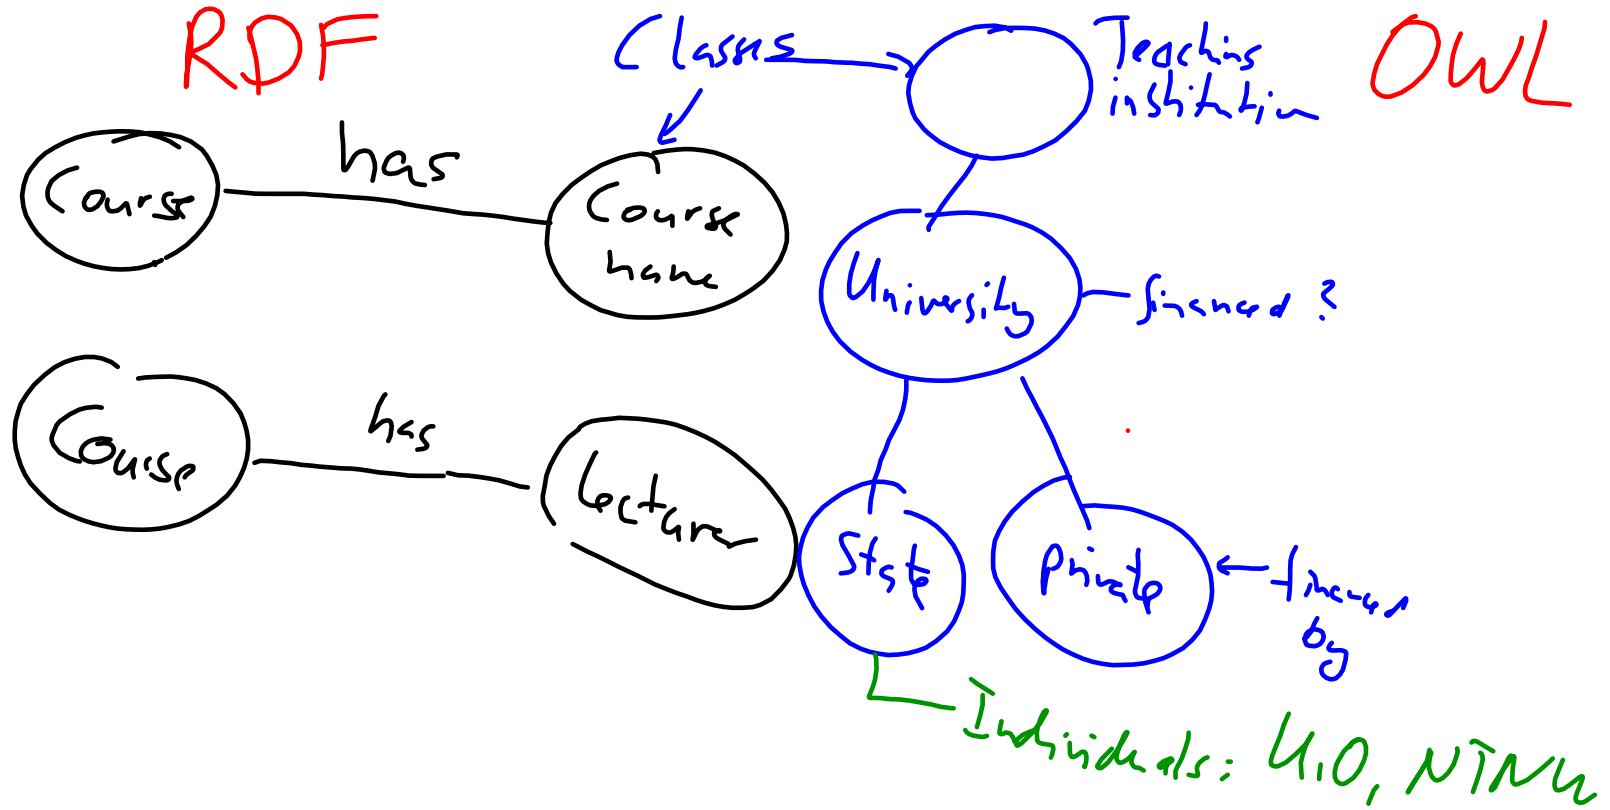 RDF
Classes
Teaching
institution
OWL
Course
has
Course
name
University
financed ?
Course
has
Lecturer
State
private
financed
by
Individuals: UiO, NTNU